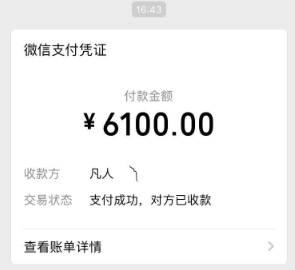 16:43
微信支付凭证
付款金额
¥6100.00
收款方 凡人
交易状态 支付成功，对方已收款
查看账单详情